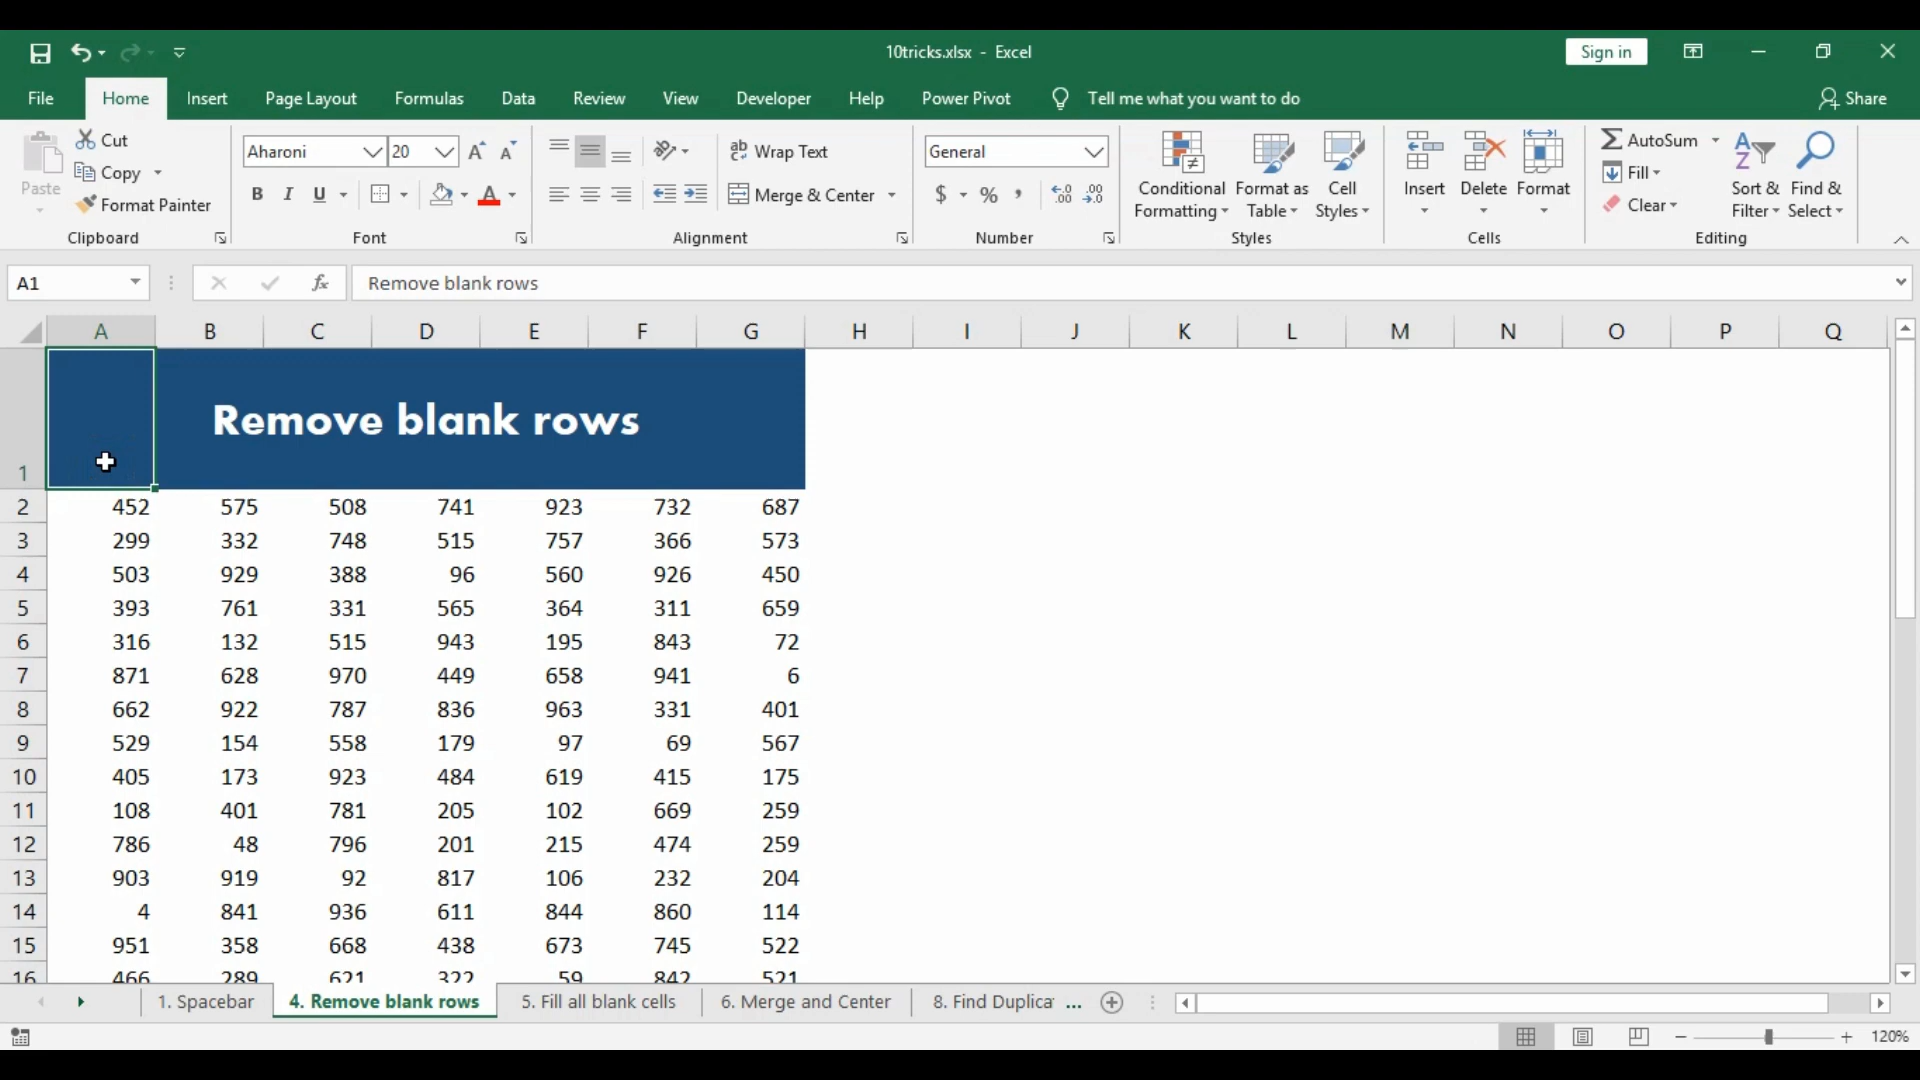 10tricks.xlsx - Excel
Sign in
File Home Insert Page Layout Formulas Data Review View Developer Help Power Pivot Tell me what you want to do Share
Paste
Cut
Copy
Format Painter
Clipboard
Aharoni 20
B I U
Font
Wrap Text
Merge & Center
Alignment
General
$ % ,
Number
Conditional Formatting
Format as Table
Cell Styles
Styles
Insert Delete Format
Cells
AutoSum
Fill
Clear
Sort & Filter
Find & Select
Editing
A1 fx Remove blank rows
A B C D E F G H I J K L M N O P Q
Remove blank rows
1
2 452 575 508 741 923 732 687
3 299 332 748 515 757 366 573
4 503 929 388 96 560 926 450
5 393 761 331 565 364 311 659
6 316 132 515 943 195 843 72
7 871 628 970 449 658 941 6
8 662 922 787 836 963 331 401
9 529 154 558 179 97 69 567
10 405 173 923 484 619 415 175
11 108 401 781 205 102 669 259
12 786 48 796 201 215 474 259
13 903 919 92 817 106 232 204
14 4 841 936 611 844 860 114
15 951 358 668 438 673 745 522
16 466 289 621 322 59 842 521
1. Spacebar 4. Remove blank rows 5. Fill all blank cells 6. Merge and Center 8. Find Duplica ...
120%